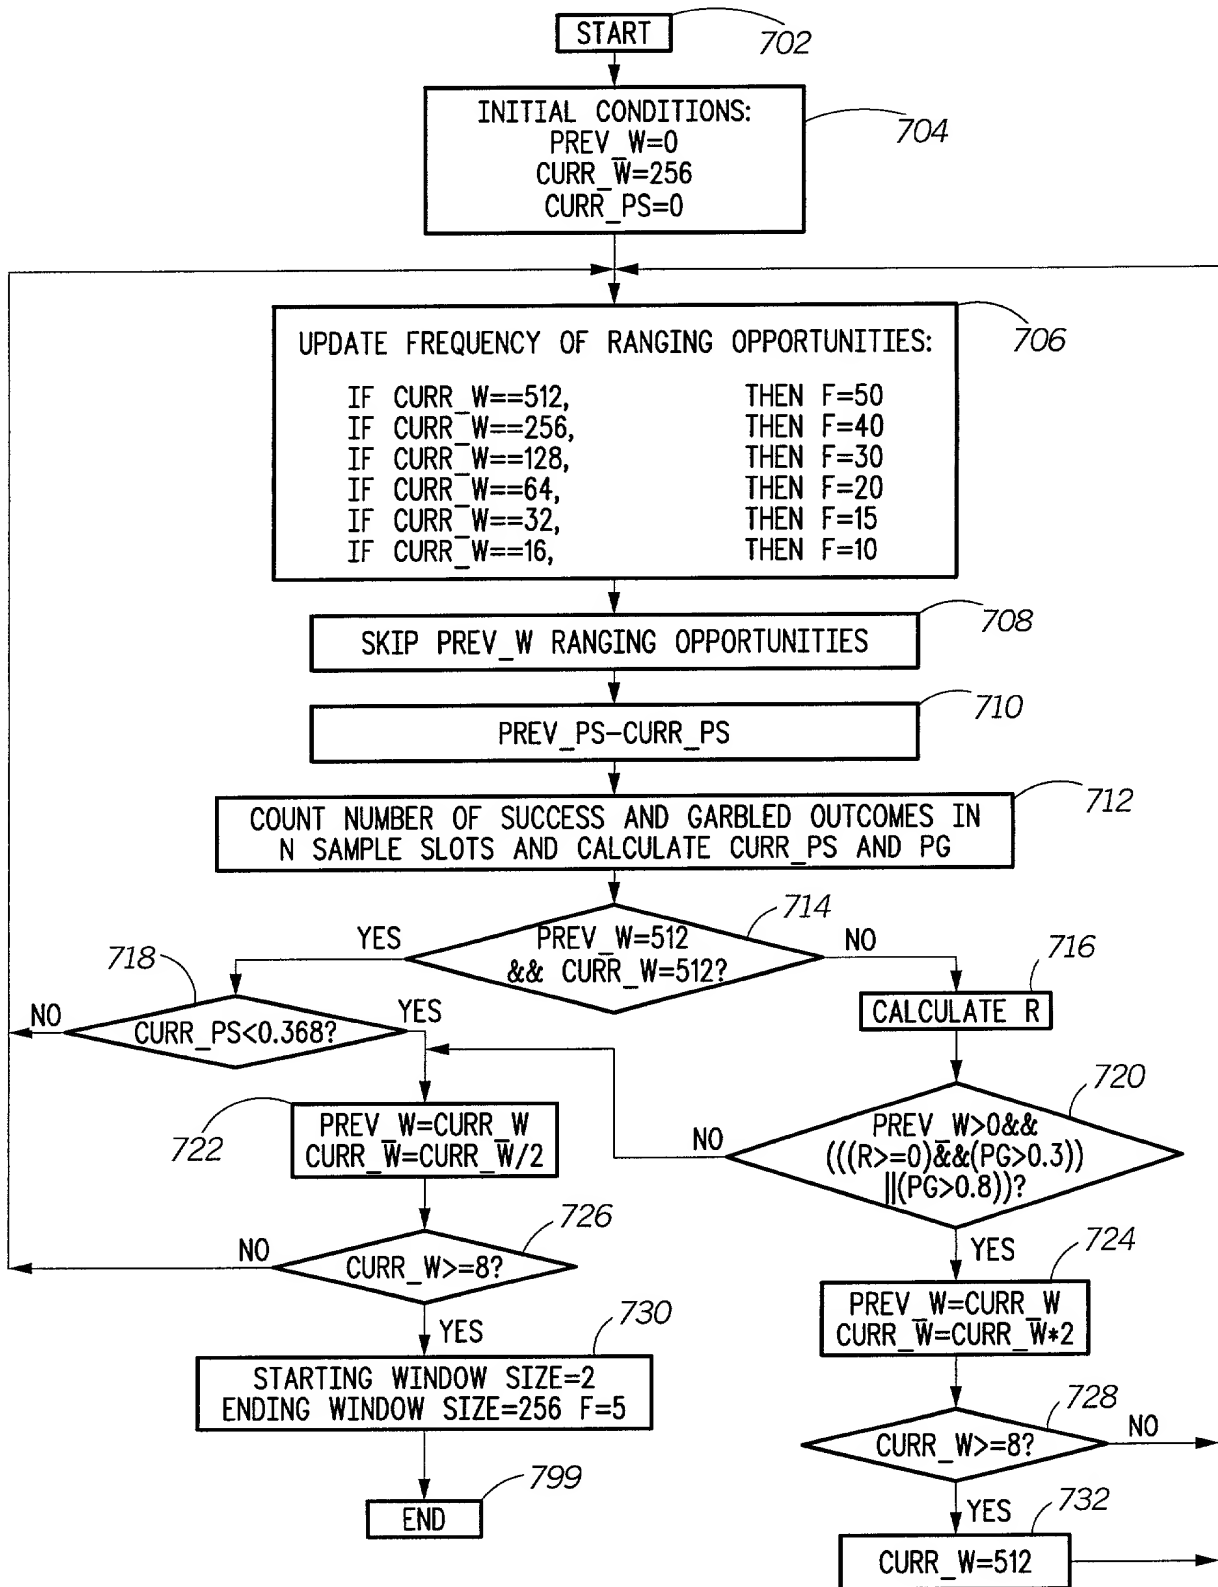 START
702
INITIAL CONDITIONS:
PREV_W=0
CURR_W=256
CURR_PS=0
704
UPDATE FREQUENCY OF RANGING OPPORTUNITIES:
706
IF CURR_W==512, THEN F=50
IF CURR_W==256, THEN F=40
IF CURR_W==128, THEN F=30
IF CURR_W==64, THEN F=20
IF CURR_W==32, THEN F=15
IF CURR_W==16, THEN F=10
SKIP PREV_W RANGING OPPORTUNITIES
708
PREV_PS-CURR_PS
710
COUNT NUMBER OF SUCCESS AND GARBLED OUTCOMES IN
N SAMPLE SLOTS AND CALCULATE CURR_PS AND PG
712
PREV_W=512
&& CURR_W=512?
714
YES
NO
718
CURR_PS<0.368?
NO
YES
716
CALCULATE R
720
PREV_W>0&&
(((R>=0)&&(PG>0.3))
||(PG>0.8))?
NO
YES
722
PREV_W=CURR_W
CURR_W=CURR_W/2
724
PREV_W=CURR_W
CURR_W=CURR_W*2
726
CURR_W>=8?
NO
YES
728
CURR_W>=8?
NO
YES
730
STARTING WINDOW SIZE=2
ENDING WINDOW SIZE=256 F=5
732
CURR_W=512
799
END